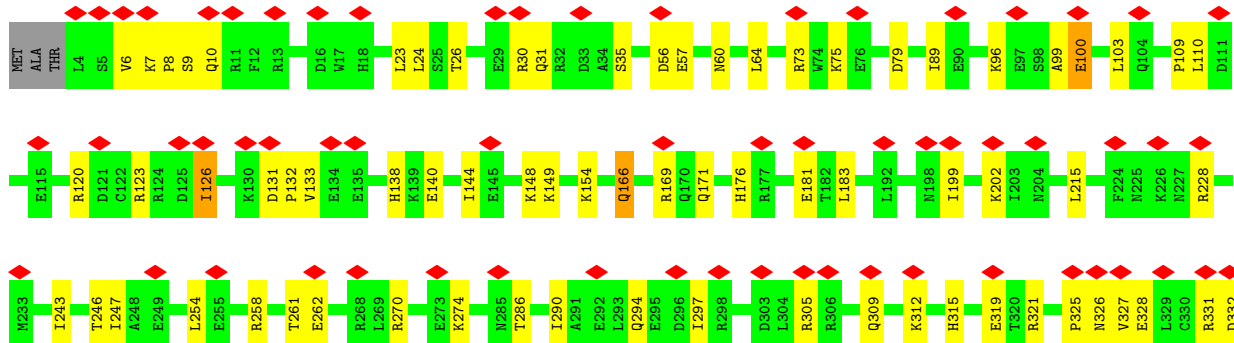 MET ALA THR L4 S5 V6 K7 P8 S9 Q10 R11 F12 R13 D16 W17 H18 L23 L24 S25 T26 E29 R30 Q31 R32 D33 A34 S35 D56 E57 N60 L64 R73 W74 K75 E76 D79 I89 E90 K96 E97 S98 A99 E100 L103 Q104 P109 L110 D111
E115 R120 D121 C122 R123 R124 D125 I126 K130 D131 P132 V133 E134 E135 H138 K139 E140 I144 E145 K148 K149 K154 Q166 R169 Q170 Q171 H176 R177 E181 T182 L183 L192 N198 I199 K202 I203 N204 L215 F224 N225 K226 N227 R228
M233 I243 T246 I247 A248 E249 L254 E255 R258 T261 E262 R268 L269 R270 E273 K274 N285 T286 I290 A291 E292 L293 Q294 E295 D296 I297 R298 D303 L304 R305 R306 Q309 K312 H315 E319 T320 R321 P325 N326 V327 E328 L329 C330 R331 D332